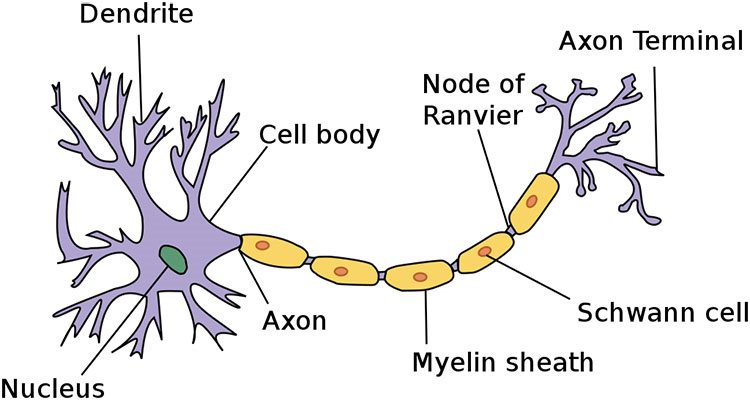 Dendrite
Axon Terminal
Node of
Ranvier
Cell body
Axon
Schwann cell
Myelin sheath
Nucleus